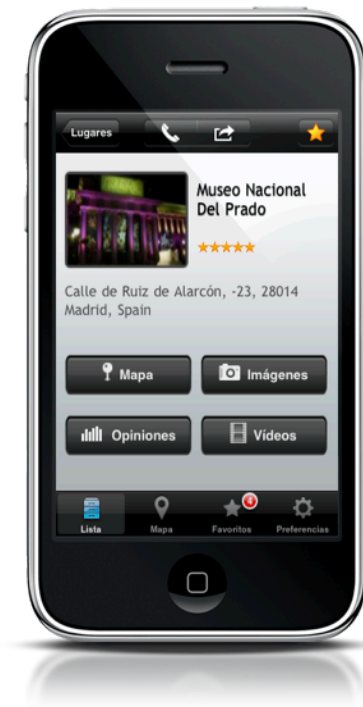 Lugares
Museo Nacional
Del Prado
Calle de Ruiz de Alarcón, -23, 28014
Madrid, Spain
Mapa
Imágenes
Opiniones
Vídeos
4
Lista
Mapa
Favoritos
Preferencias